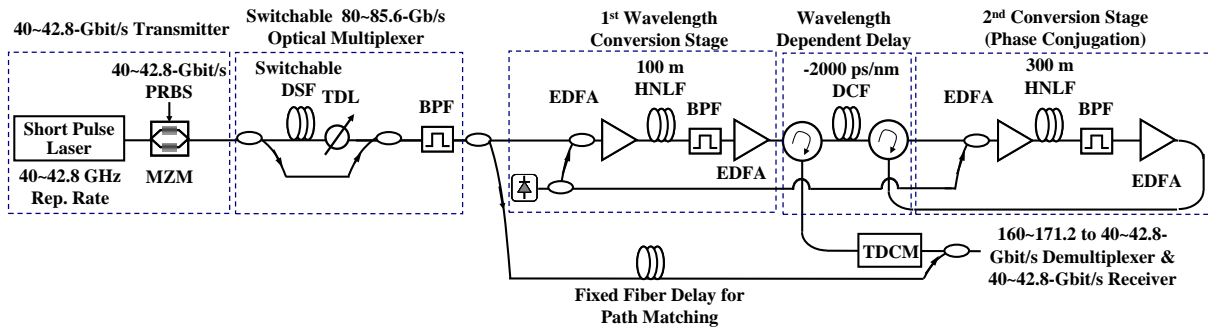 40~42.8-Gbit/s Transmitter
40~42.8-Gbit/s
PRBS
Short Pulse
Laser
40~42.8 GHz
Rep. Rate
MZM
Switchable 80~85.6-Gb/s
Optical Multiplexer
Switchable
DSF
TDL
BPF
1st Wavelength
Conversion Stage
100 m
HNLF
EDFA
BPF
EDFA
Wavelength
Dependent Delay
-2000 ps/nm
DCF
2nd Conversion Stage
(Phase Conjugation)
300 m
HNLF
EDFA
BPF
EDFA
TDCM
160~171.2 to 40~42.8-
Gbit/s Demultiplexer &
40~42.8-Gbit/s Receiver
Fixed Fiber Delay for
Path Matching